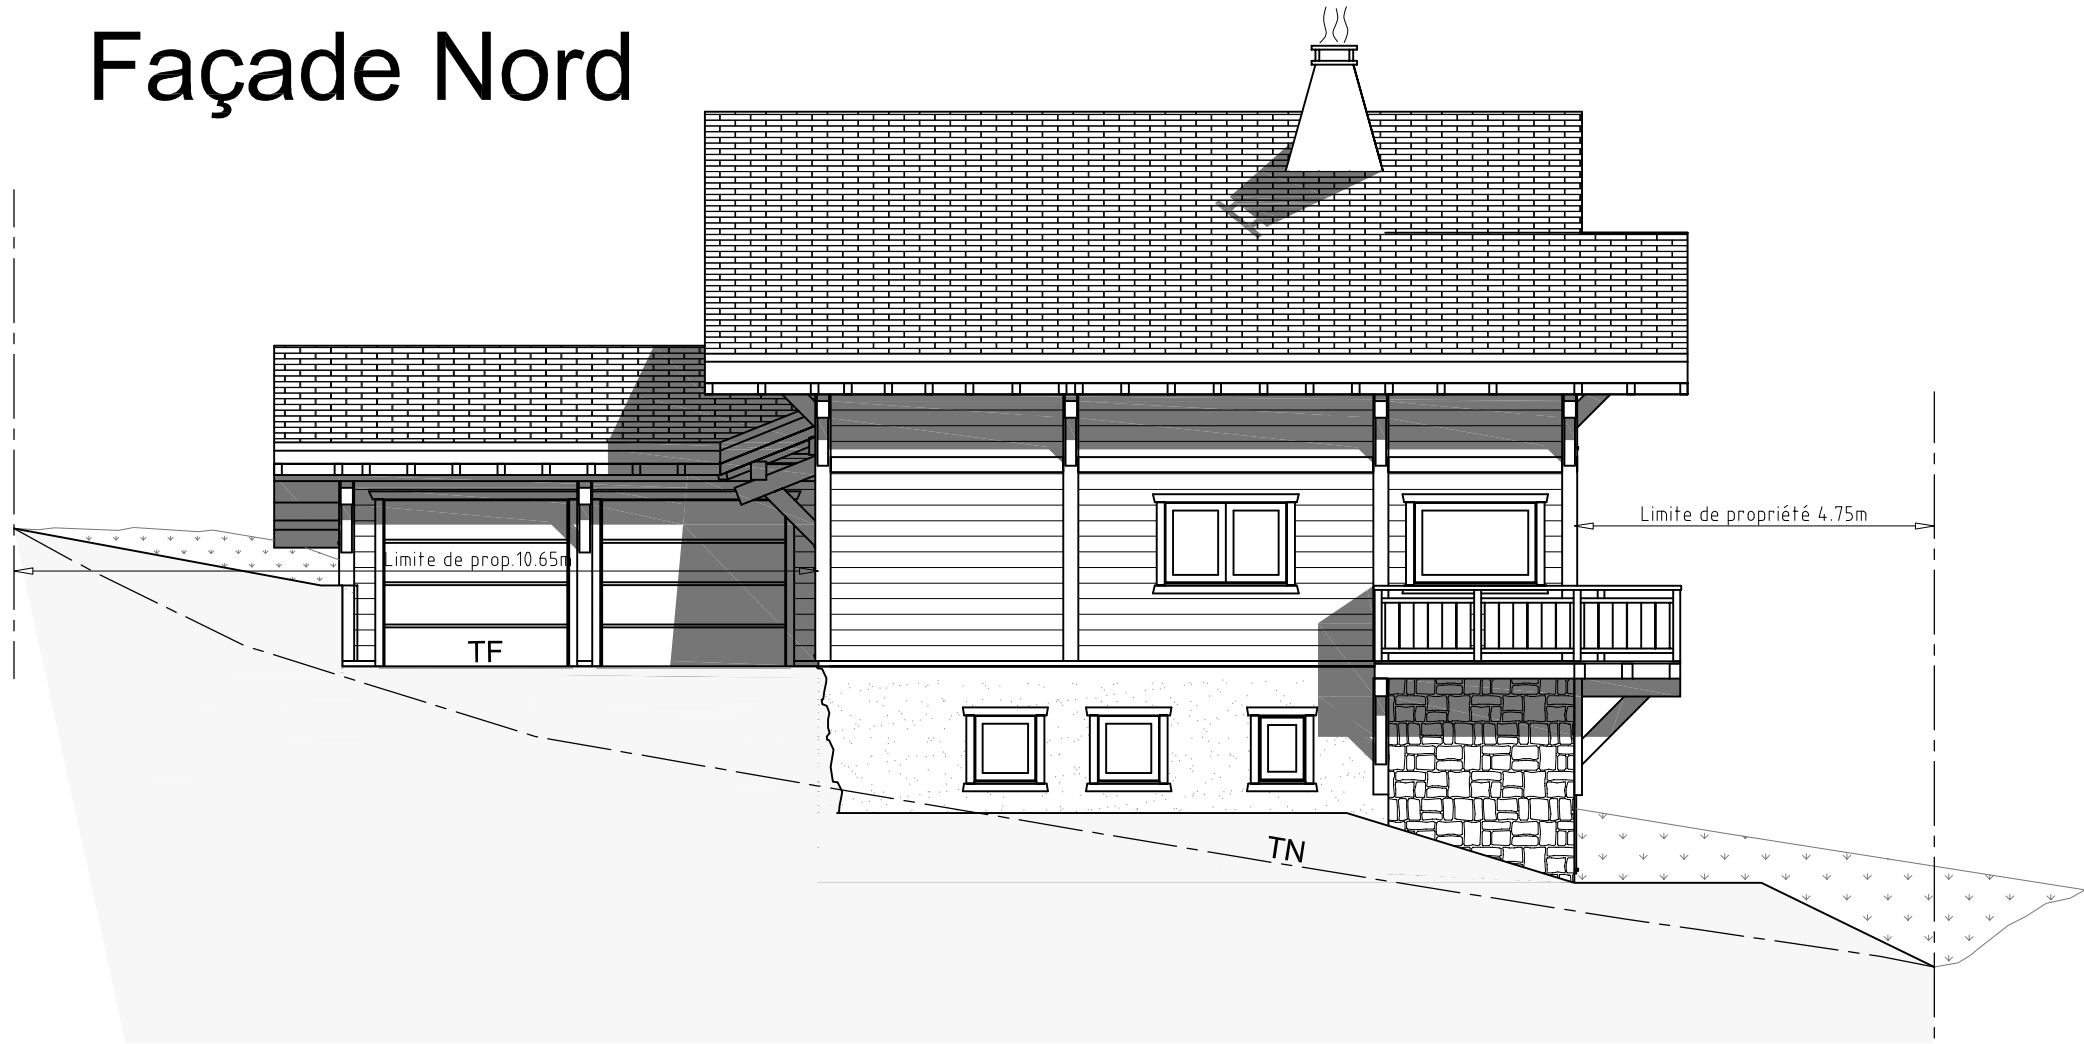 Façade Nord
Limite de propriété 4.75m
Limite de prop.10.65m
TF
TN